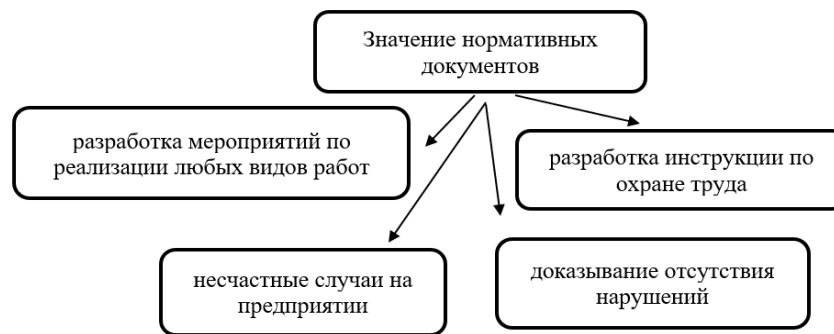 Значение нормативных
документов
разработка мероприятий по
реализации любых видов работ
разработка инструкции по
охране труда
несчастные случаи на
предприятии
доказывание отсутствия
нарушений